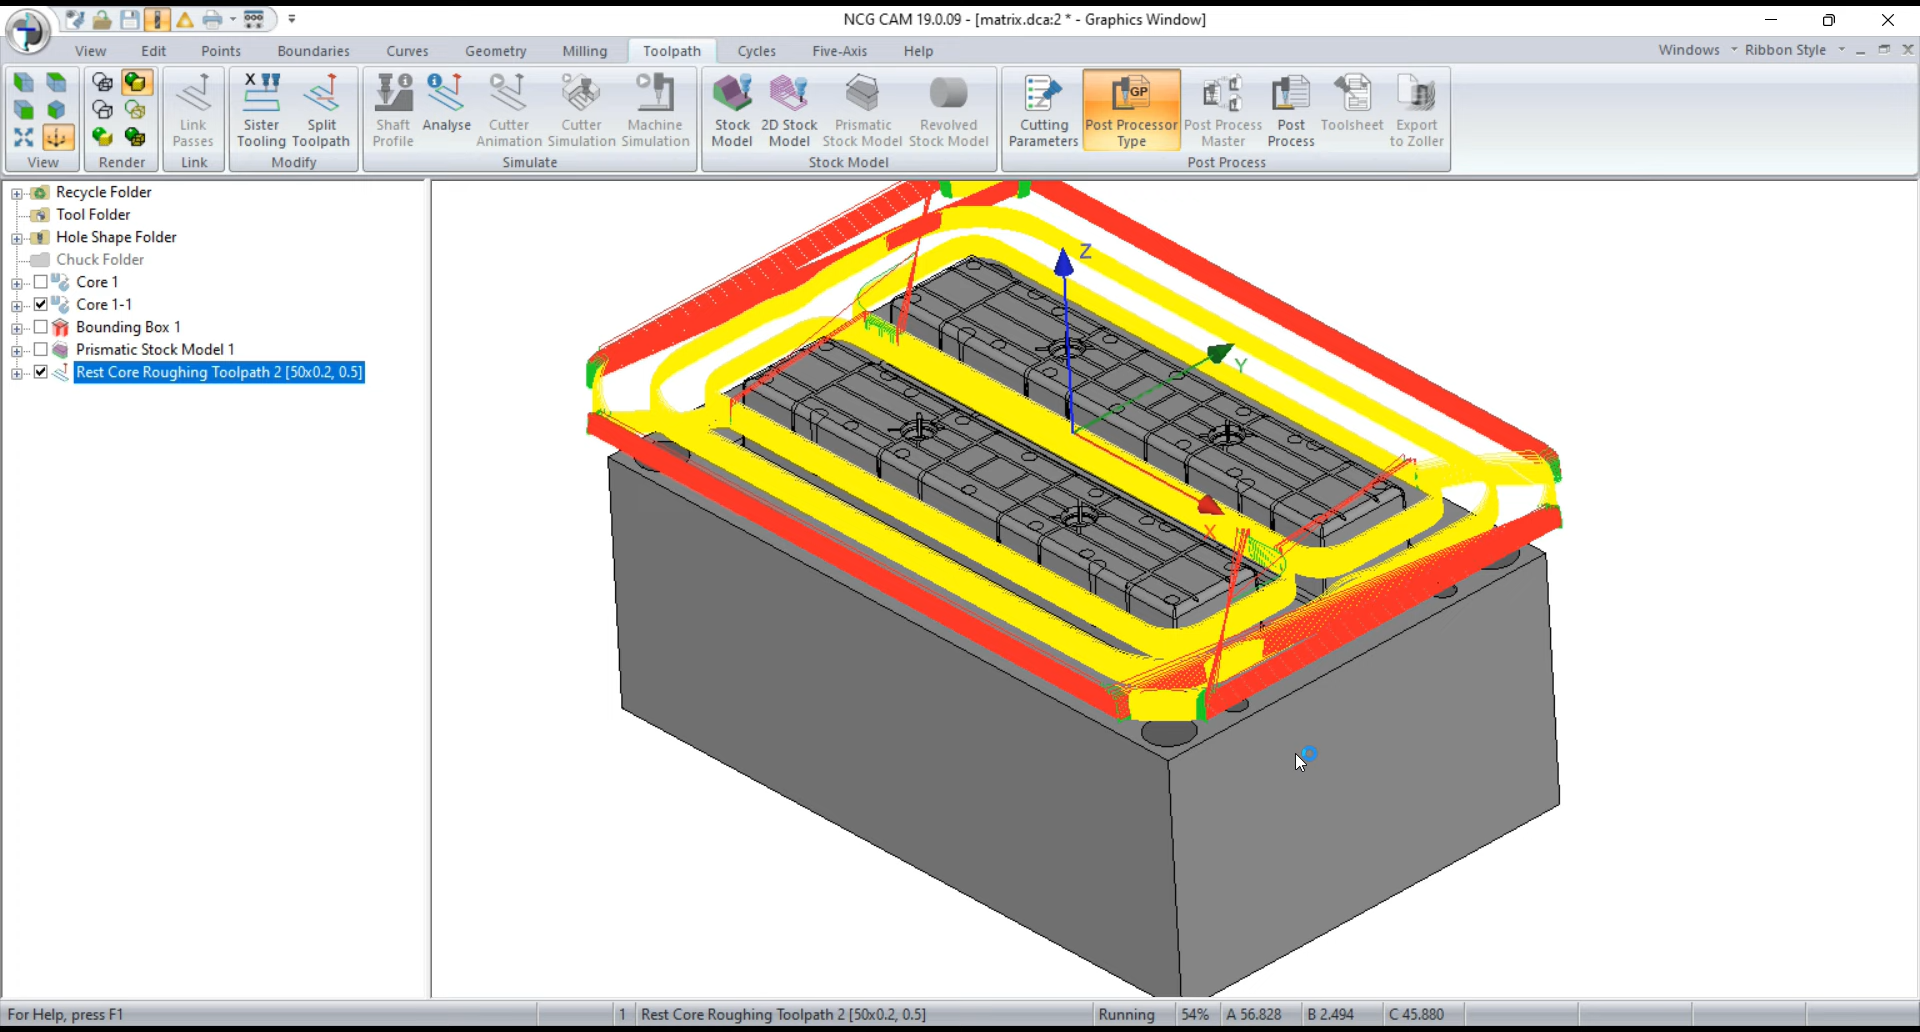 NCG CAM 19.0.09 - [matrix.dca:2 * - Graphics Window]
View Edit Points Boundaries Curves Geometry Milling Toolpath Cycles Five-Axis Help Windows Ribbon Style
X
GP
Link Passes
Sister Tooling
Split Toolpath
Shaft Profile
Analyse
Cutter Animation
Cutter Simulation
Machine Simulation
Stock Model
2D Stock Model
Prismatic Stock Model
Revolved Stock Model
Cutting Parameters
Post Processor Type
Post Process Master
Post Process
Toolsheet
Export to Zoller
View Render Link Modify Simulate Stock Model Post Process
Recycle Folder
Tool Folder
Hole Shape Folder
Chuck Folder
Core 1
Core 1-1
Bounding Box 1
Prismatic Stock Model 1
Rest Core Roughing Toolpath 2 [50x0.2, 0.5]
Z
Y
X
For Help, press F1 1 Rest Core Roughing Toolpath 2 [50x0.2, 0.5] Running 54% A 56.828 B 2.494 C 45.880